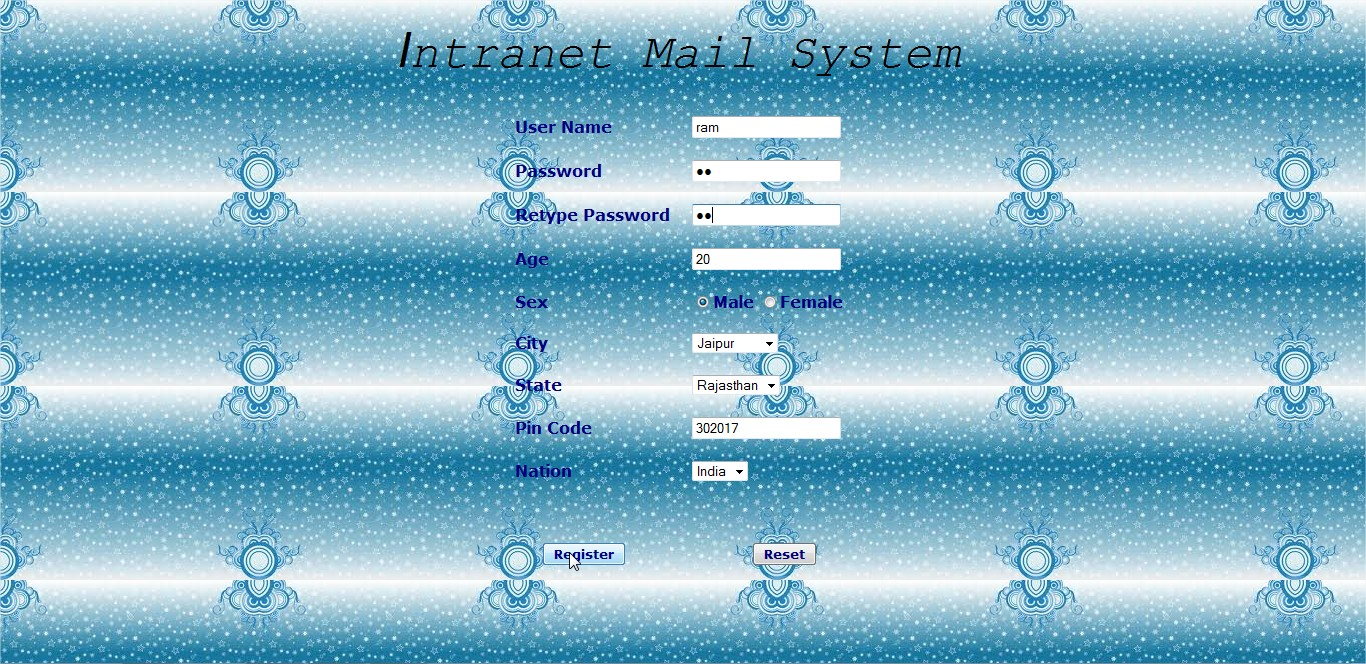 Intranet Mail System
User Name ram
Password ●●
Retype Password ●●
Age 20
Sex Male Female
City Jaipur
State Rajasthan
Pin Code 302017
Nation India
Register Reset